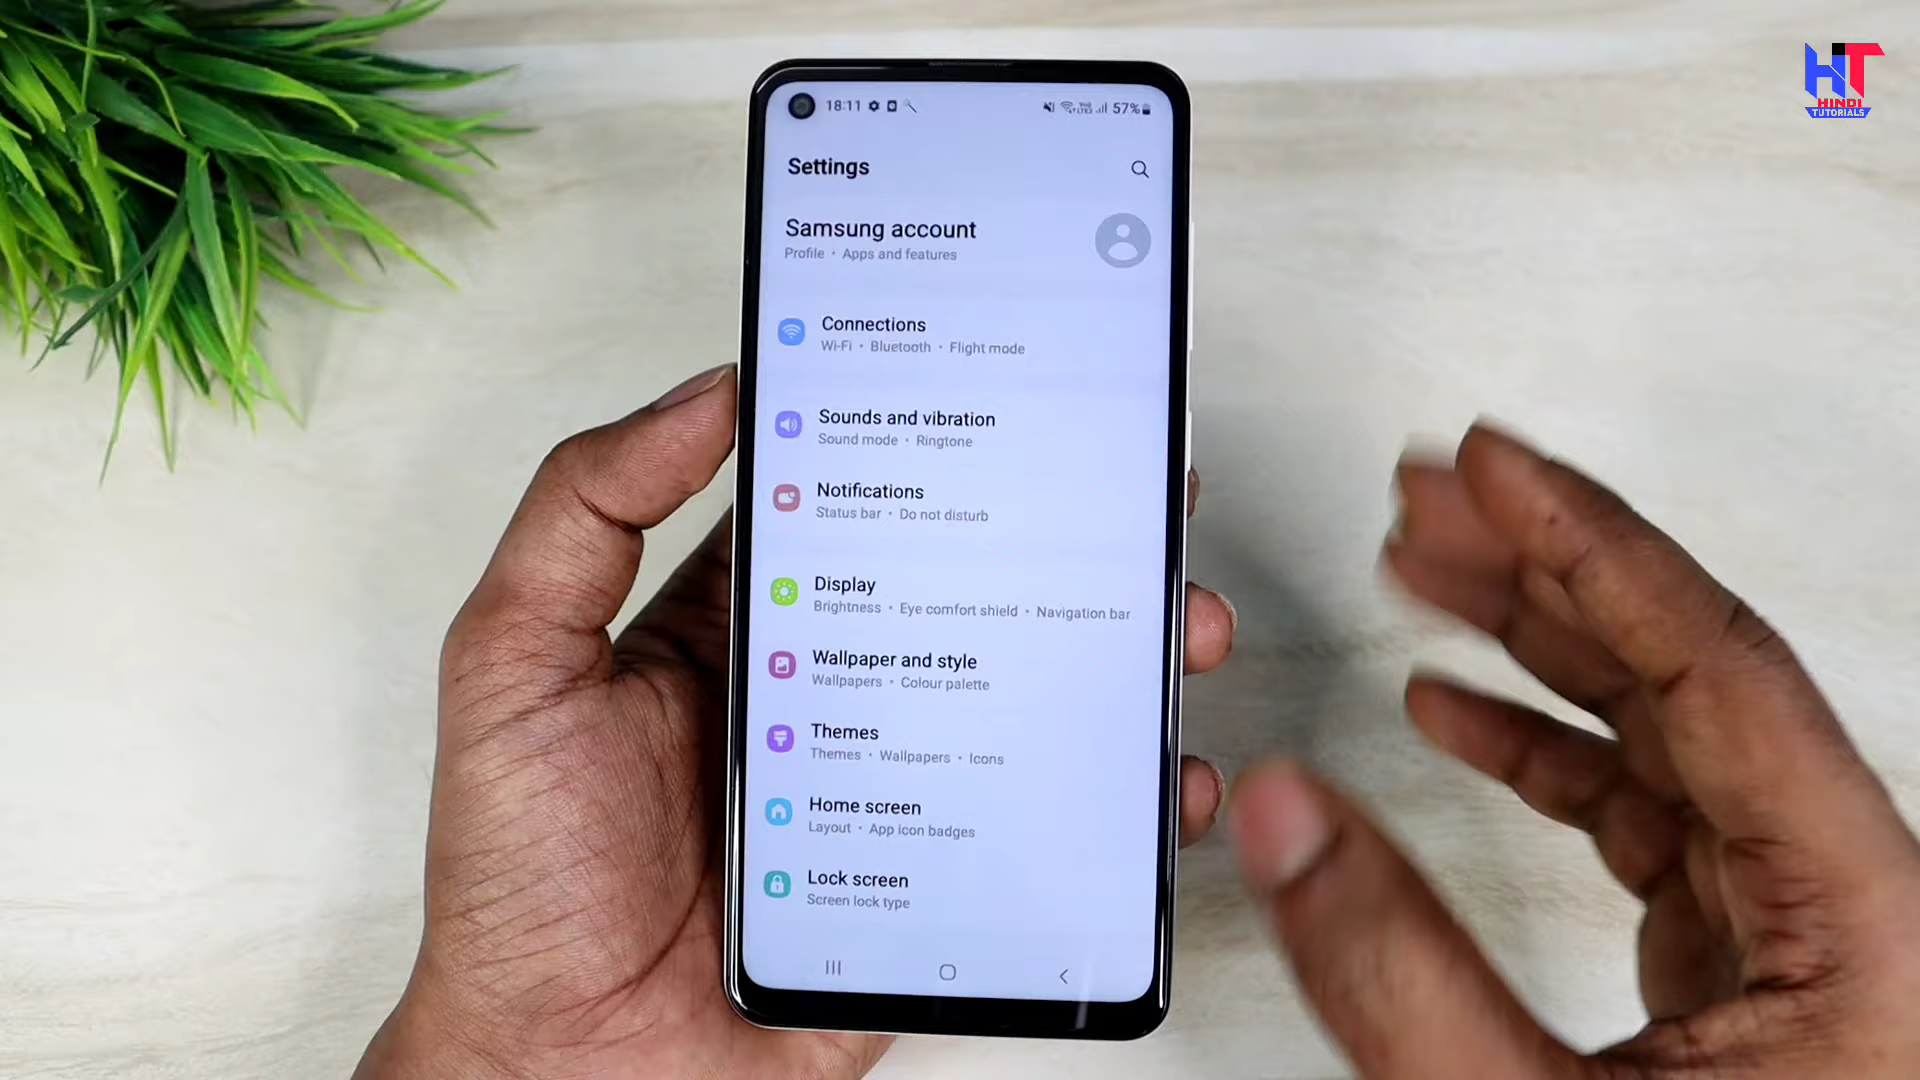 HT
HINDI
TUTORIALS
18:11
57%
Settings
Samsung account
Profile • Apps and features
Connections
Wi-Fi • Bluetooth • Flight mode
Sounds and vibration
Sound mode • Ringtone
Notifications
Status bar • Do not disturb
Display
Brightness • Eye comfort shield • Navigation bar
Wallpaper and style
Wallpapers • Colour palette
Themes
Themes • Wallpapers • Icons
Home screen
Layout • App icon badges
Lock screen
Screen lock type